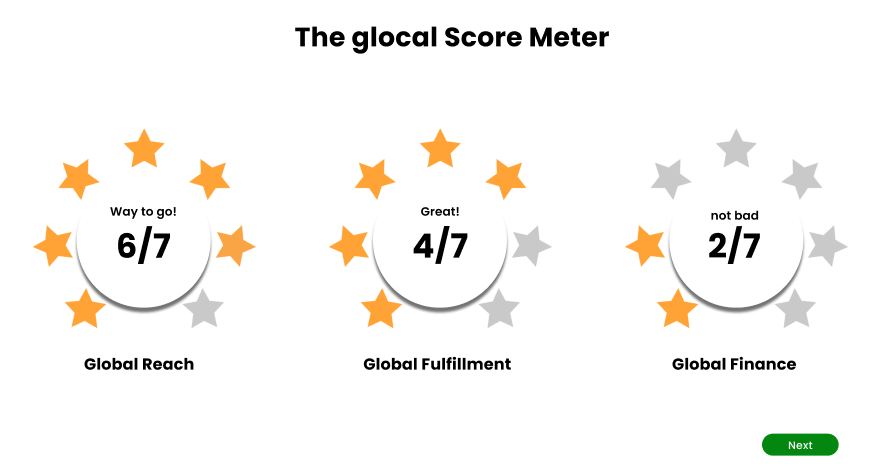 The glocal Score Meter
Way to go!
6/7
Global Reach
Great!
4/7
Global Fulfillment
not bad
2/7
Global Finance
Next